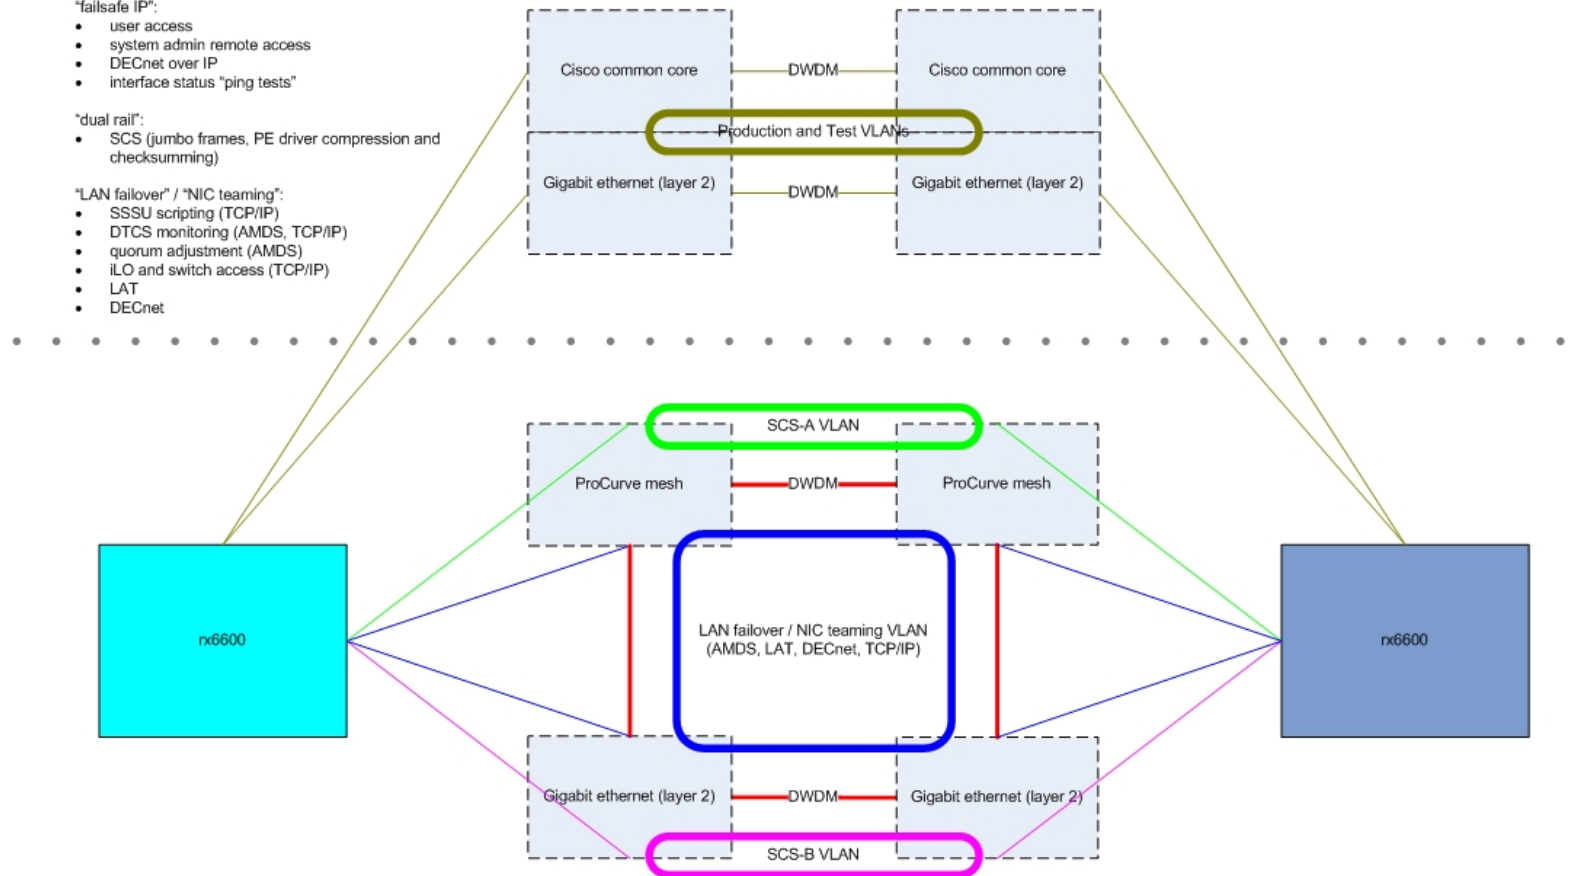 “failsafe IP”:
• user access
• system admin remote access
• DECnet over IP
• interface status “ping tests”
“dual rail”:
• SCS (jumbo frames, PE driver compression and
checksumming)
“LAN failover” / “NIC teaming”:
• SSSU scripting (TCP/IP)
• DTCS monitoring (AMDS, TCP/IP)
• quorum adjustment (AMDS)
• iLO and switch access (TCP/IP)
• LAT
• DECnet
Cisco common core
DWDM
Cisco common core
Production and Test VLANs
Gigabit ethernet (layer 2)
DWDM
Gigabit ethernet (layer 2)
SCS-A VLAN
ProCurve mesh
DWDM
ProCurve mesh
rx6600
LAN failover / NIC teaming VLAN
(AMDS, LAT, DECnet, TCP/IP)
rx6600
Gigabit ethernet (layer 2)
DWDM
Gigabit ethernet (layer 2)
SCS-B VLAN